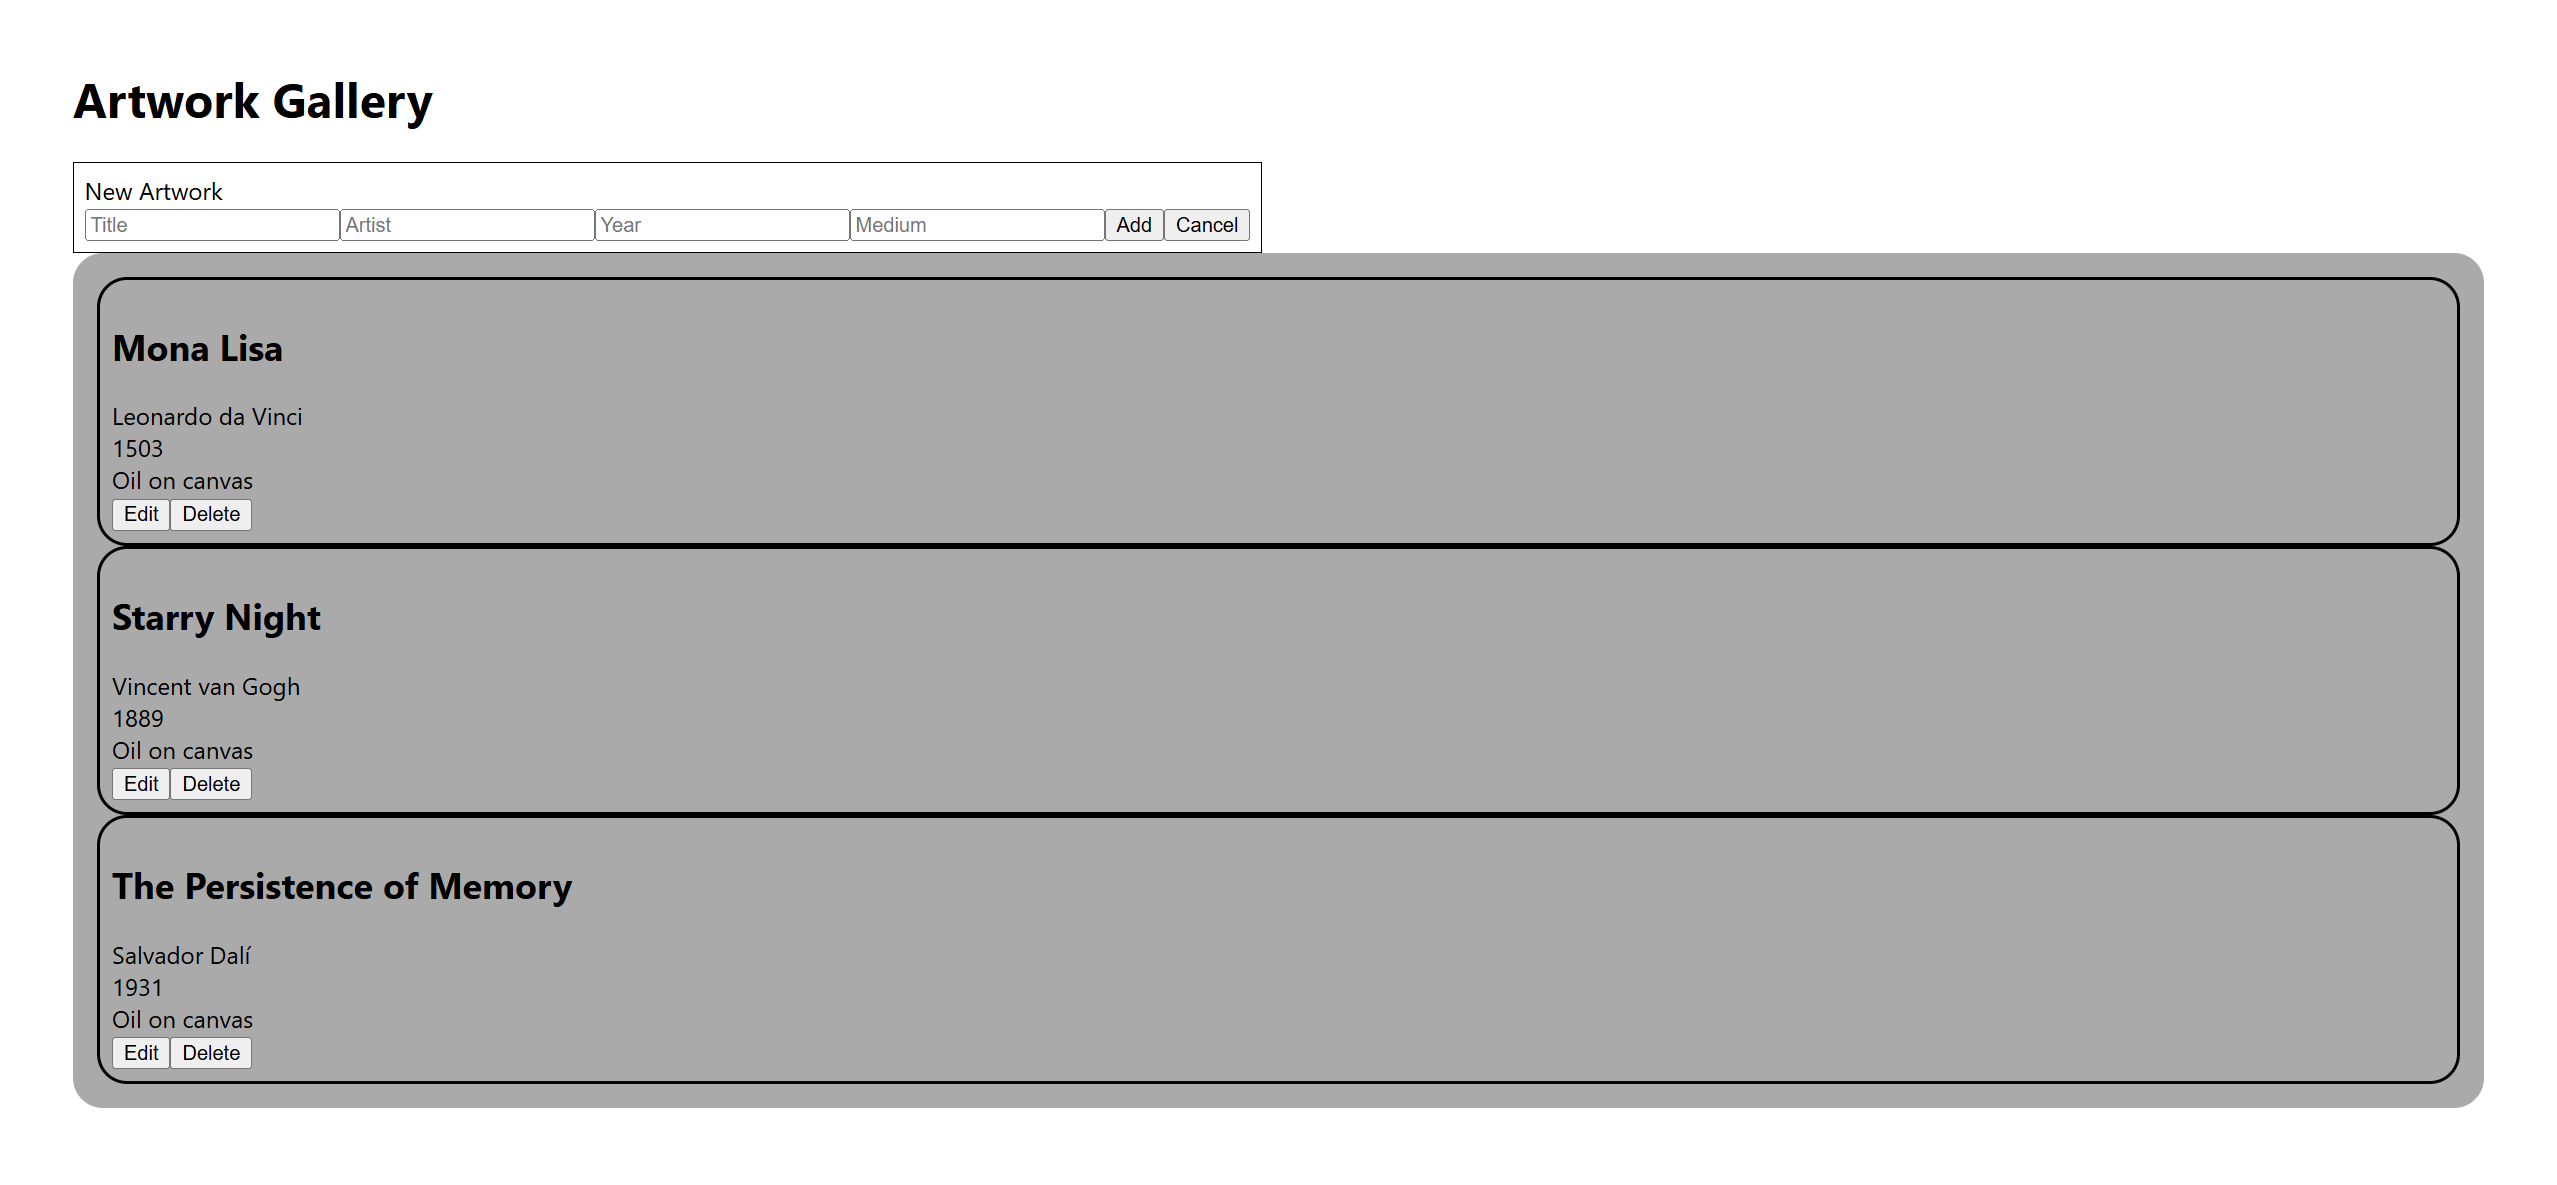 Artwork Gallery
New Artwork
Title Artist Year Medium Add Cancel
Mona Lisa
Leonardo da Vinci
1503
Oil on canvas
Edit Delete
Starry Night
Vincent van Gogh
1889
Oil on canvas
Edit Delete
The Persistence of Memory
Salvador Dalí
1931
Oil on canvas
Edit Delete